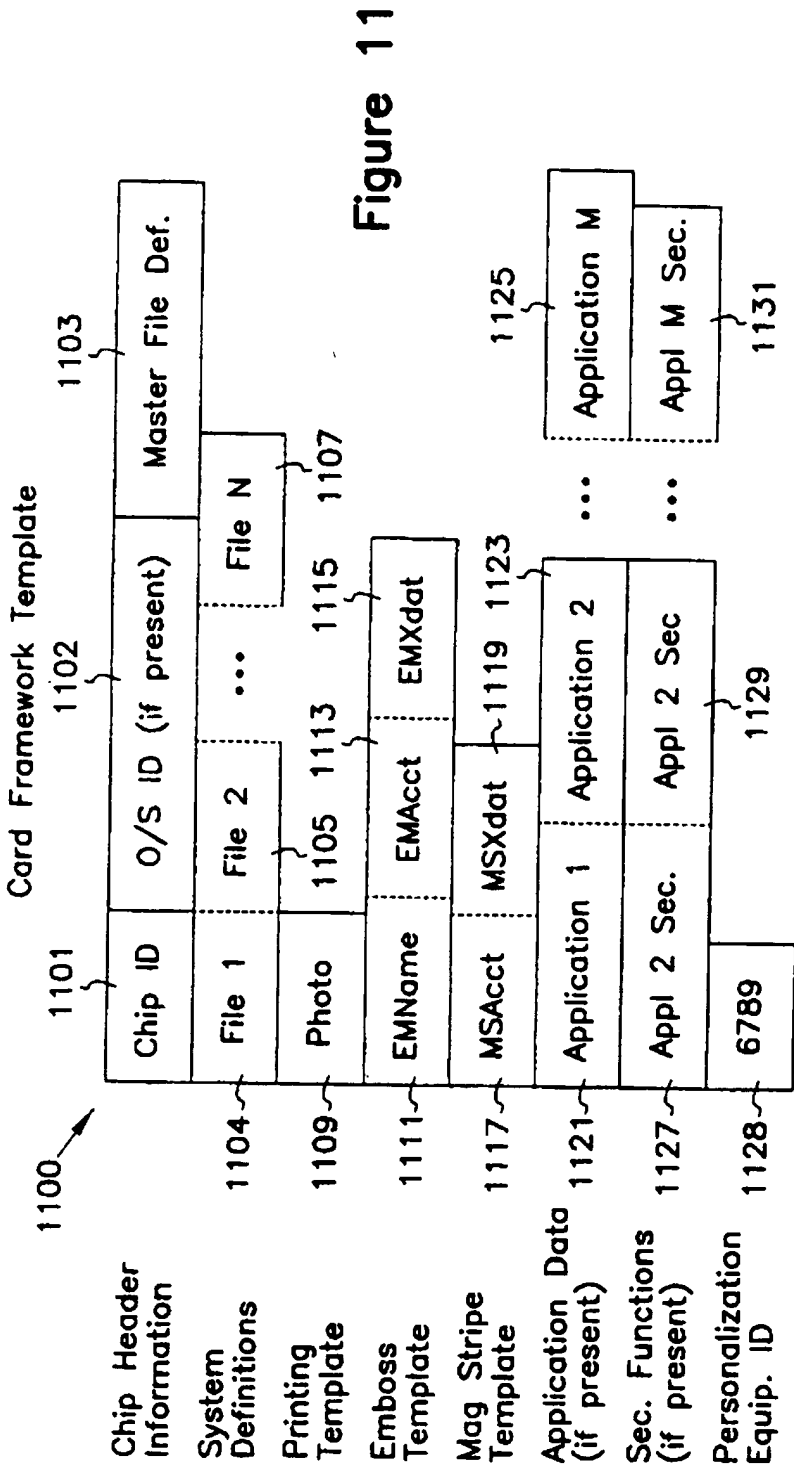 Card Framework Template
1100
1101
1102
1103
Chip Header
Information
Chip ID
O/S ID (if present)
Master File Def.
System
Definitions
1104
File 1
File 2
•••
File N
1105
1107
Printing
Template
1109
Photo
1113
1115
Emboss
Template
1111
EMName
EMAcct
EMXdat
Mag Stripe
Template
1117
MSAcct
MSXdat
1119
1123
1125
Application Data
(if present)
1121
Application 1
Application 2
•••
Application M
Sec. Functions
(if present)
1127
Appl 2 Sec.
Appl 2 Sec
•••
Appl M Sec.
1129
1131
Personalization
Equip. ID
1128
6789
Figure 11